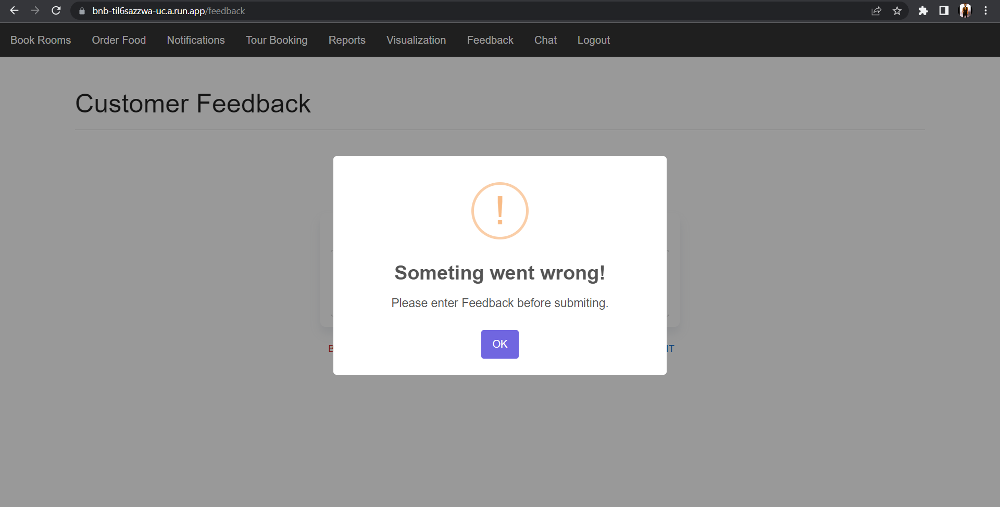 bnb-til6sazzwa-uc.a.run.app/feedback
Book Rooms Order Food Notifications Tour Booking Reports Visualization Feedback Chat Logout
Customer Feedback
!
Someting went wrong!
Please enter Feedback before submiting.
OK